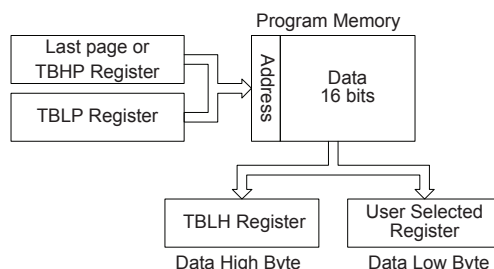 Program Memory
Last page or
TBHP Register
TBLP Register
Address
Data
16 bits
TBLH Register
User Selected
Register
Data High Byte
Data Low Byte